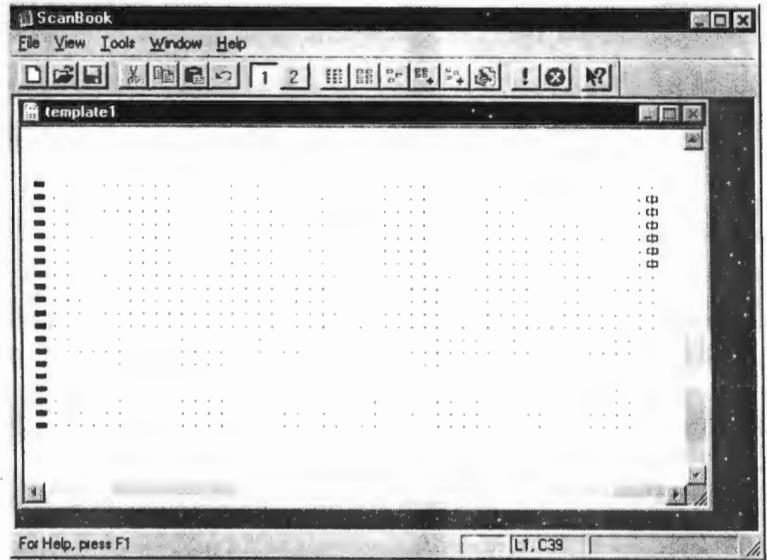 ScanBook
File View Tools Window Help
1 2
template1
For Help, press F1
L1, C39